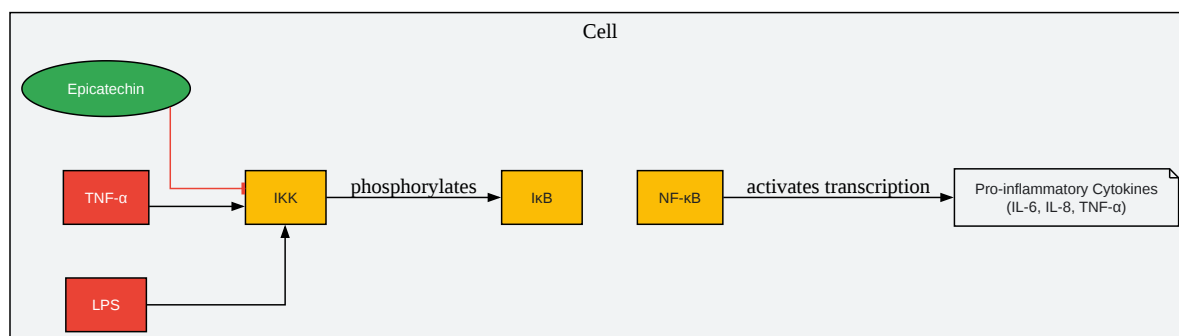 Cell
Epicatechin
TNF-α
IKK
phosphorylates
IκB
NF-κB
activates transcription
Pro-inflammatory Cytokines
(IL-6, IL-8, TNF-α)
LPS